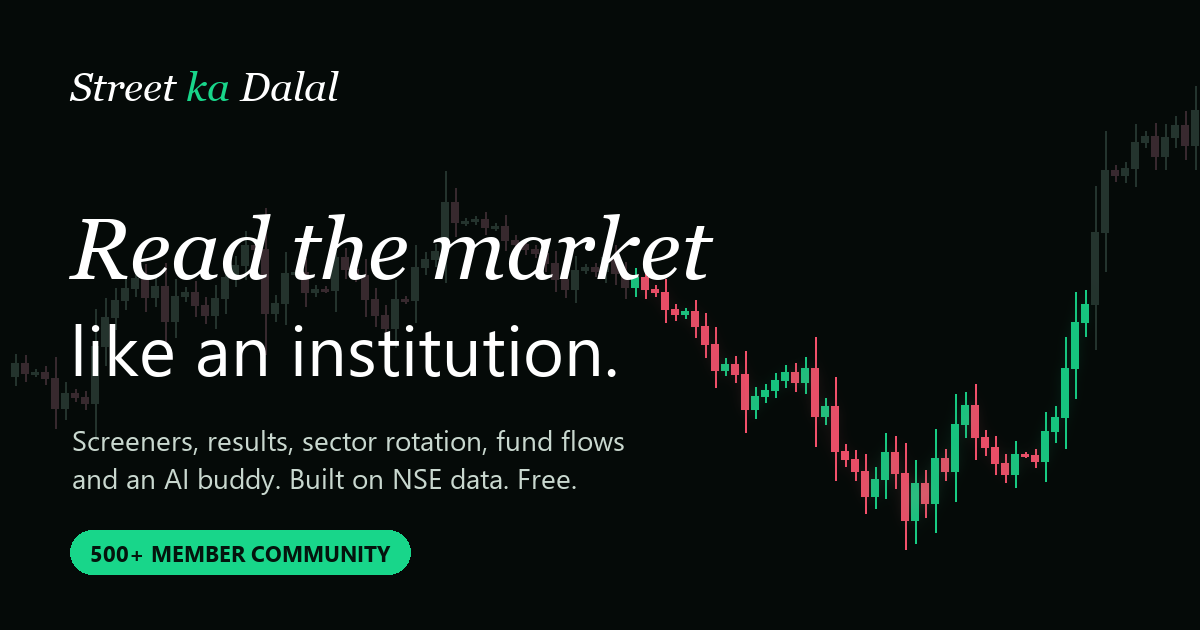 Street ka Dalal
Read the market
like an institution.
Screeners, results, sector rotation, fund flows
and an AI buddy. Built on NSE data. Free.
500+ MEMBER COMMUNITY